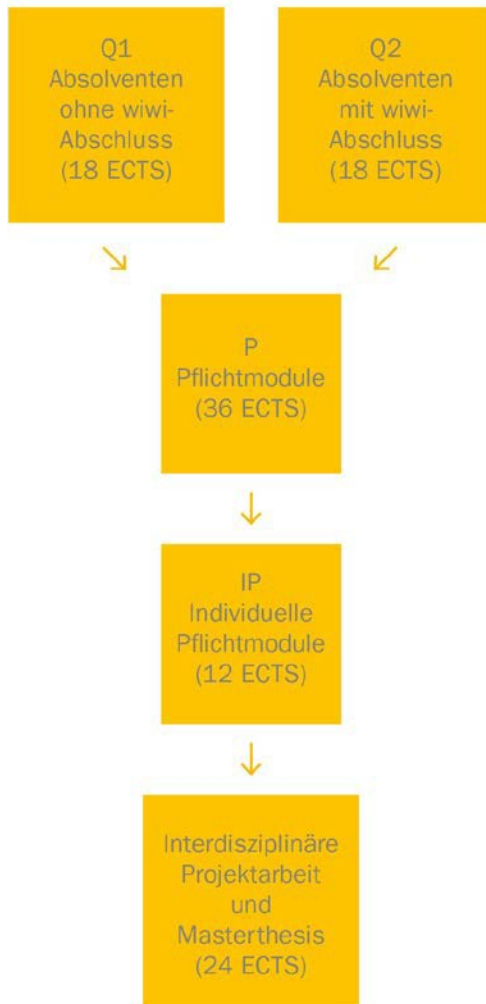 Q1
Absolventen
ohne wiwi-
Abschluss
(18 ECTS)
Q2
Absolventen
mit wiwi-
Abschluss
(18 ECTS)
P
Pflichtmodule
(36 ECTS)
IP
Individuelle
Pflichtmodule
(12 ECTS)
Interdisziplinäre
Projektarbeit
und
Masterthesis
(24 ECTS)